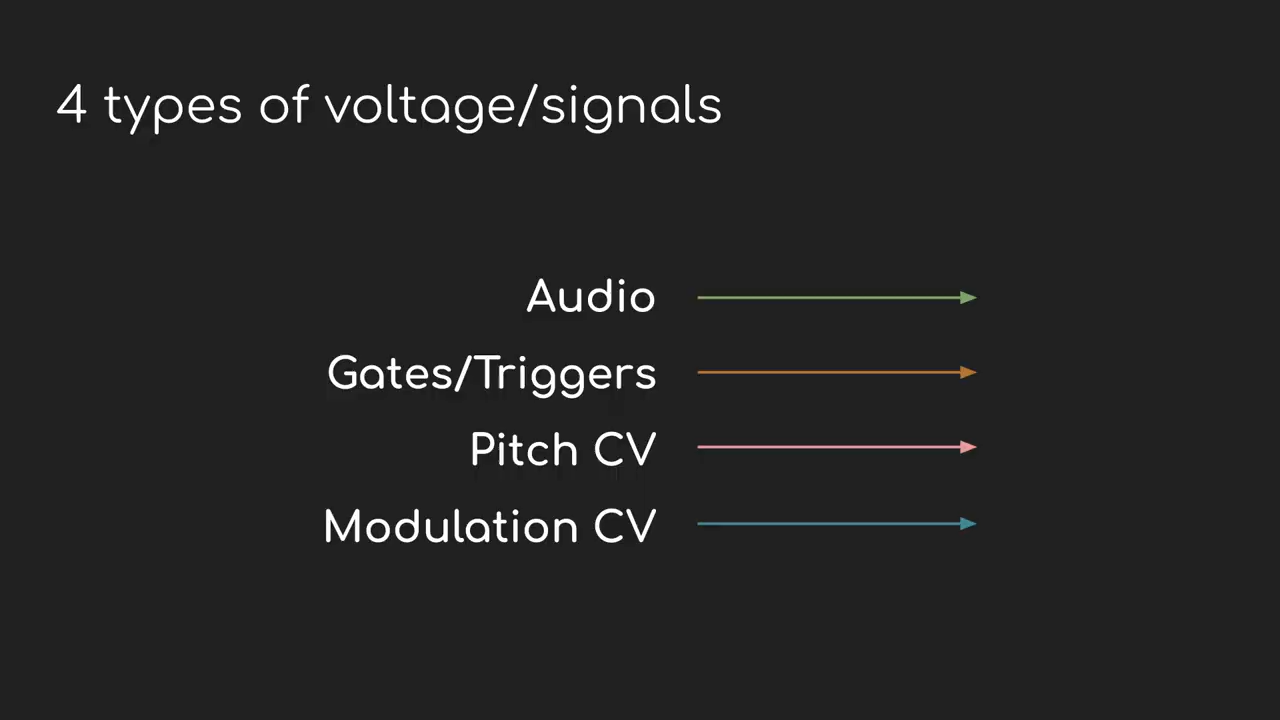 4 types of voltage/signals
Audio
Gates/Triggers
Pitch CV
Modulation CV